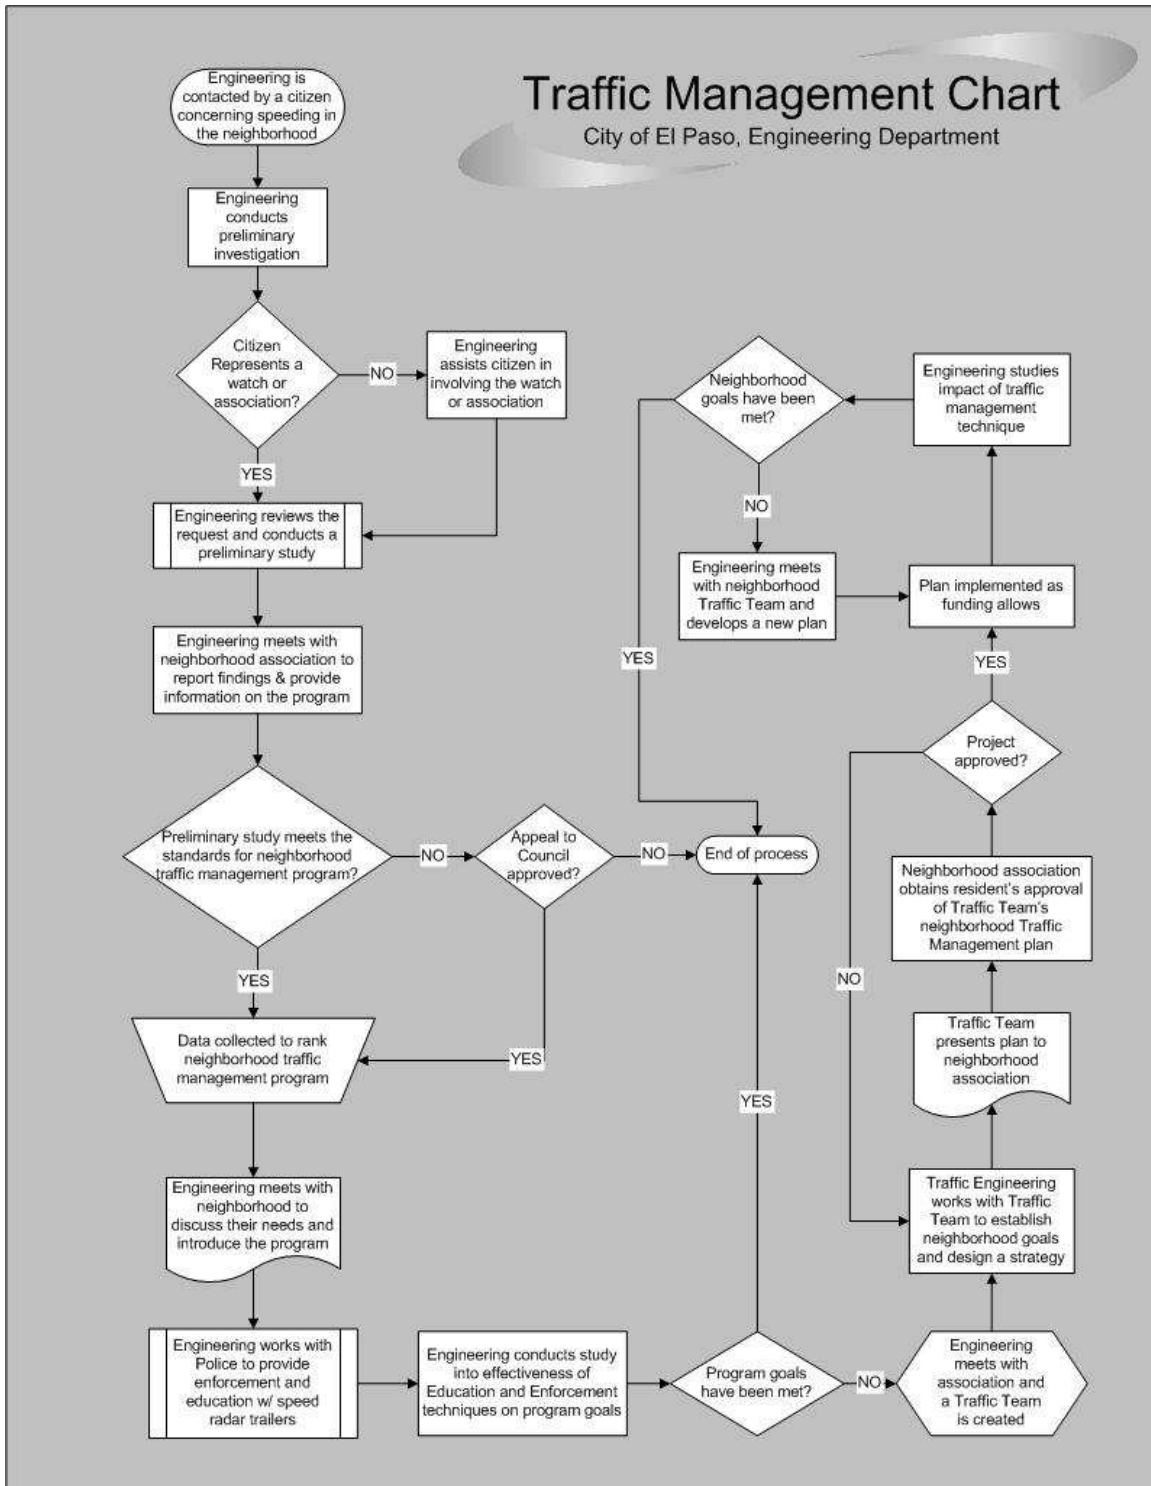 Traffic Management Chart
City of El Paso, Engineering Department
Engineering is
contacted by a citizen
concerning speeding in
the neighborhood
Engineering
conducts
preliminary
investigation
Citizen
Represents a
watch or
association?
NO
Engineering
assists citizen in
involving the watch
or association
YES
Engineering reviews the
request and conducts a
preliminary study
Engineering meets with
neighborhood association to
report findings & provide
information on the program
Preliminary study meets the
standards for neighborhood
traffic management program?
NO
Appeal to
Council
approved?
NO
End of process
YES
YES
Data collected to rank
neighborhood traffic
management program
Engineering meets with
neighborhood to
discuss their needs and
introduce the program
Engineering works with
Police to provide
enforcement and
education w/ speed
radar trailers
Engineering conducts study
into effectiveness of
Education and Enforcement
techniques on program goals
Program goals
have been met?
YES
NO
Engineering
meets with
association and
a Traffic Team
is created
Traffic Engineering
works with Traffic
Team to establish
neighborhood goals
and design a strategy
Traffic Team
presents plan to
neighborhood
association
Neighborhood association
obtains resident's approval
of Traffic Team's
neighborhood Traffic
Management plan
Project
approved?
NO
YES
Plan implemented as
funding allows
Engineering studies
impact of traffic
management
technique
Neighborhood
goals have been
met?
NO
Engineering meets
with neighborhood
Traffic Team and
develops a new plan
YES